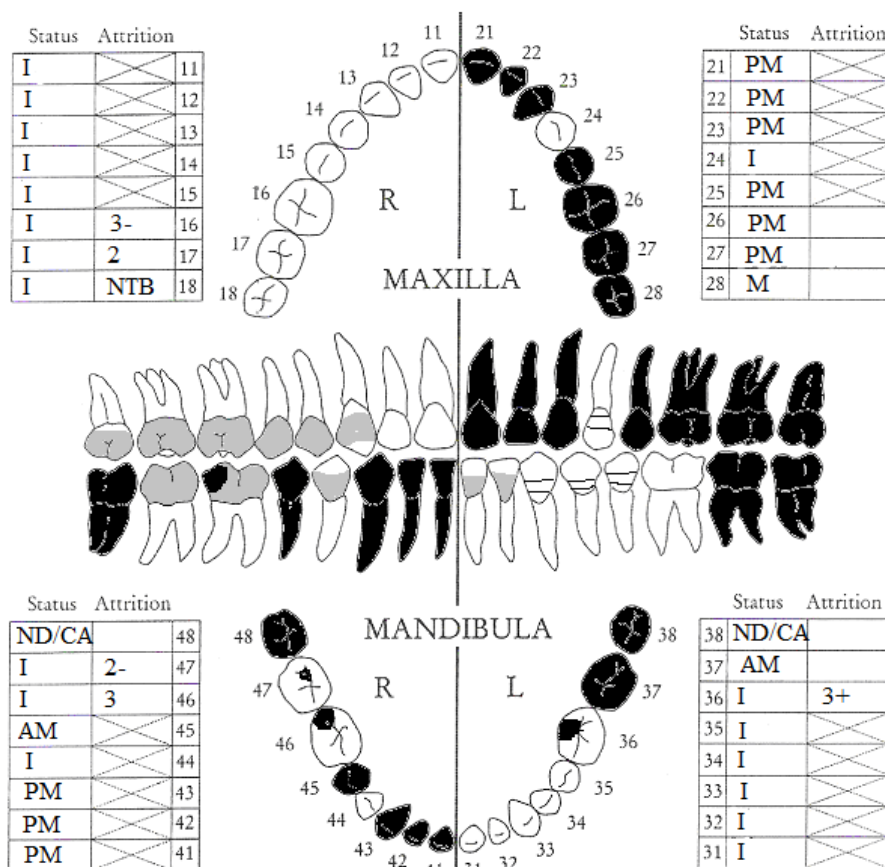 Status Attrition
I 11
I 12
I 13
I 14
I 15
I 3- 16
I 2 17
I NTB 18
11 21
12 22
13 23
14 24
15 25
16 R L 26
17 27
18 MAXILLA 28
Status Attrition
21 PM
22 PM
23 PM
24 I
25 PM
26 PM
27 PM
28 M
Status Attrition
ND/CA 48
I 2- 47
I 3 46
AM 45
I 44
PM 43
PM 42
PM 41
48 MANDIBULA 38
47 R L 37
46 36
45 35
44 34
43 33
42 32
41 31
Status Attrition
38 ND/CA
37 AM
36 I 3+
35 I
34 I
33 I
32 I
31 I